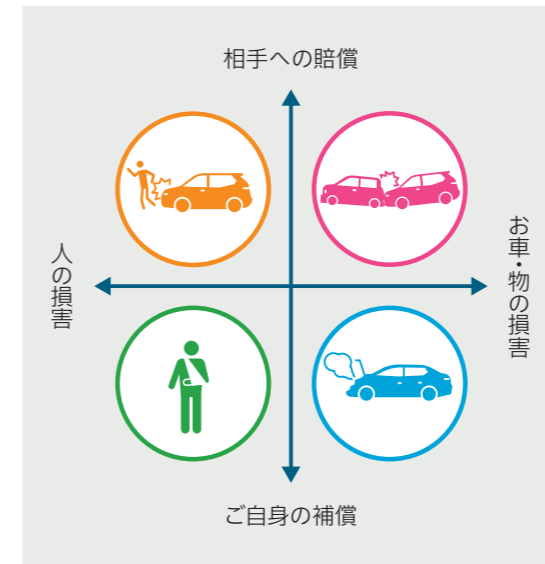 相手への賠償
人の損害
お車・物の損害
ご自身の補償